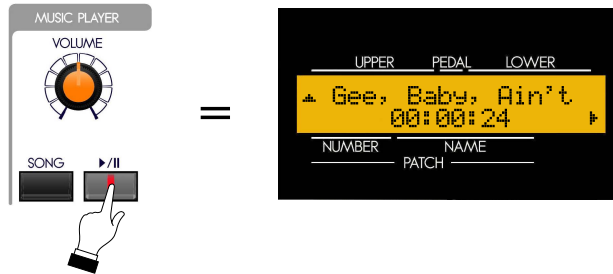 MUSIC PLAYER
VOLUME
SONG ▶/II
=
UPPER PEDAL LOWER
Gee, Baby, Ain't
00:00:24
NUMBER NAME
PATCH